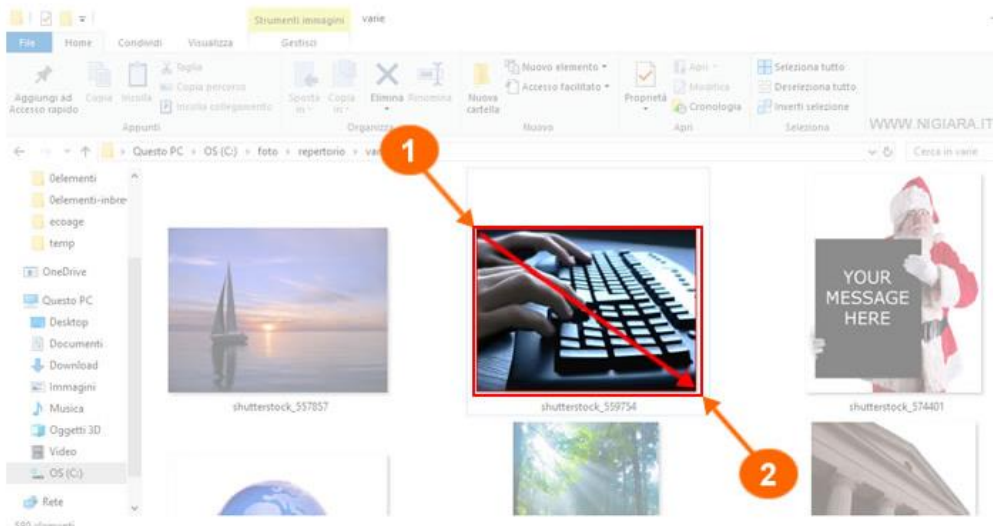 Strumenti immagini varie
File Home Condividi Visualizza Gestisci
Aggiungi ad Accesso rapido
Copia
Incolla
Taglia
Copia percorso
Incolla collegamento
Appunti
Sposta in
Copia in
Elimina
Rinomina
Organizza
Nuova cartella
Nuovo elemento
Accesso facilitato
Nuovo
Proprietà
Apri
Modifica
Cronologia
Apri
Seleziona tutto
Deseleziona tutto
Inverti selezione
Seleziona
WWW.NIGIARA.IT
Questo PC OS (C:) foto repertorio
Cerca in varie
1
0elementi
0elementi-inbre
ecoage
temp
OneDrive
Questo PC
Desktop
Documenti
Download
Immagini
Musica
Oggetti 3D
Video
OS (C:)
Rete
589 elementi
YOUR
MESSAGE
HERE
shutterstock_557857
shutterstock_559754
shutterstock_574401
2